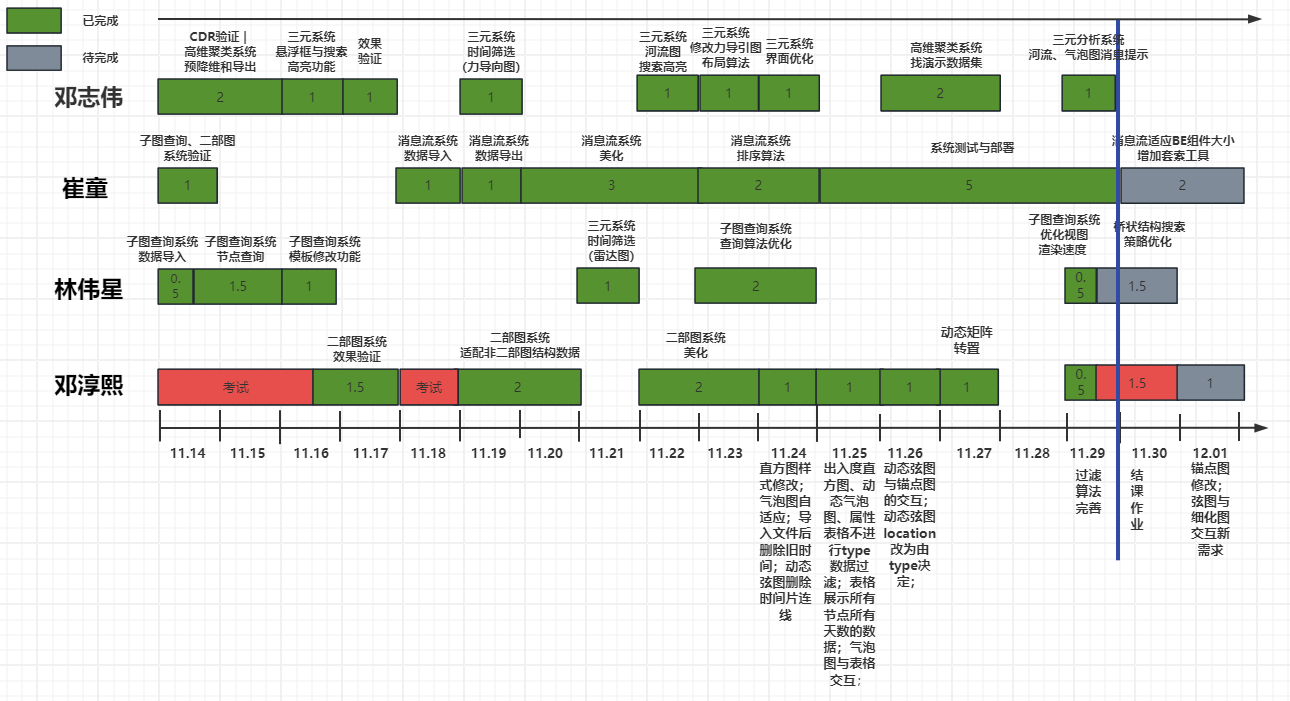 已完成
待完成
CDR验证 |
高维聚类系统
预降维和导出
三元系统
悬浮框与搜索
高亮功能
效果
验证
三元系统
时间筛选
(力导向图)
三元系统
河流图
搜索高亮
三元系统
修改力导引图
布局算法
三元系统
界面优化
高维聚类系统
找演示数据集
三元分析系统
河流、气泡图消息提示
邓志伟
2
1
1
1
1
1
1
2
1
子图查询、二部图
系统验证
消息流系统
数据导入
消息流系统
数据导出
消息流系统
美化
消息流系统
排序算法
系统测试与部署
消息流适应BE组件大小
增加套索工具
崔童
1
1
1
3
2
5
2
子图查询系统
数据导入
子图查询系统
节点查询
子图查询系统
模板修改功能
三元系统
时间筛选
(雷达图)
子图查询系统
查询算法优化
子图查询系统
优化视图
渲染速度
桥状结构搜索
策略优化
林伟星
0.
5
1.5
1
1
2
0.
5
1.5
二部图系统
效果验证
二部图系统
适配非二部图结构数据
二部图系统
美化
动态矩阵
转置
邓淳熙
考试
1.5
考试
2
2
1
1
1
1
0.
5
1.5
1
11.14
11.15
11.16
11.17
11.18
11.19
11.20
11.21
11.22
11.23
11.24
11.25
11.26
11.27
11.28
11.29
11.30
12.01
直方图样
式修改；
气泡图自
适应；导
入文件后
删除旧时
间；动态
弦图删除
时间片连
线
出入度直
方图、动
态气泡
图、属性
表格不进
行type
数据过
滤；表格
展示所有
节点所有
天数的数
据；气泡
图与表格
交互；
动态弦图
与锚点图
的交互；
动态弦图
location
改为由
type决
定；
过滤
算法
完善
结
课
作
业
锚点图
修改；
弦图与
细化图
交互新
需求